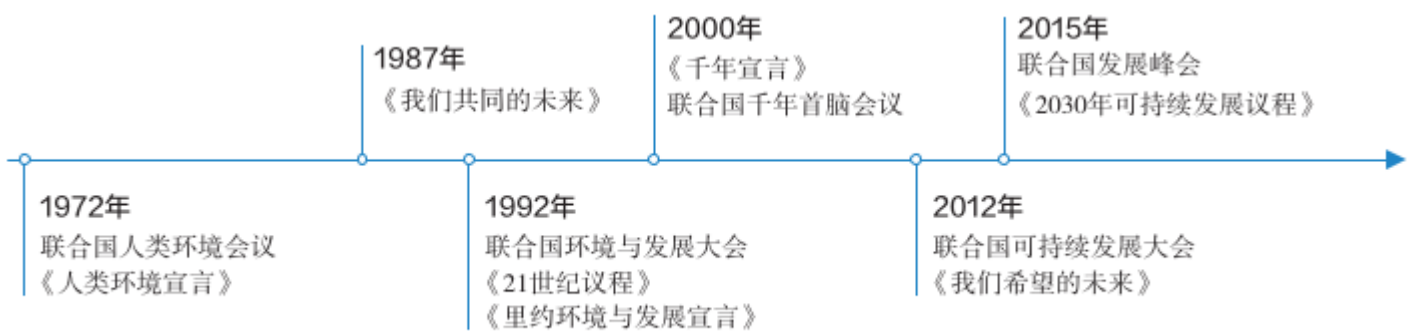 1972年
联合国人类环境会议
《人类环境宣言》
1987年
《我们共同的未来》
1992年
联合国环境与发展大会
《21世纪议程》
《里约环境与发展宣言》
2000年
《千年宣言》
联合国千年首脑会议
2012年
联合国可持续发展大会
《我们希望的未来》
2015年
联合国发展峰会
《2030年可持续发展议程》